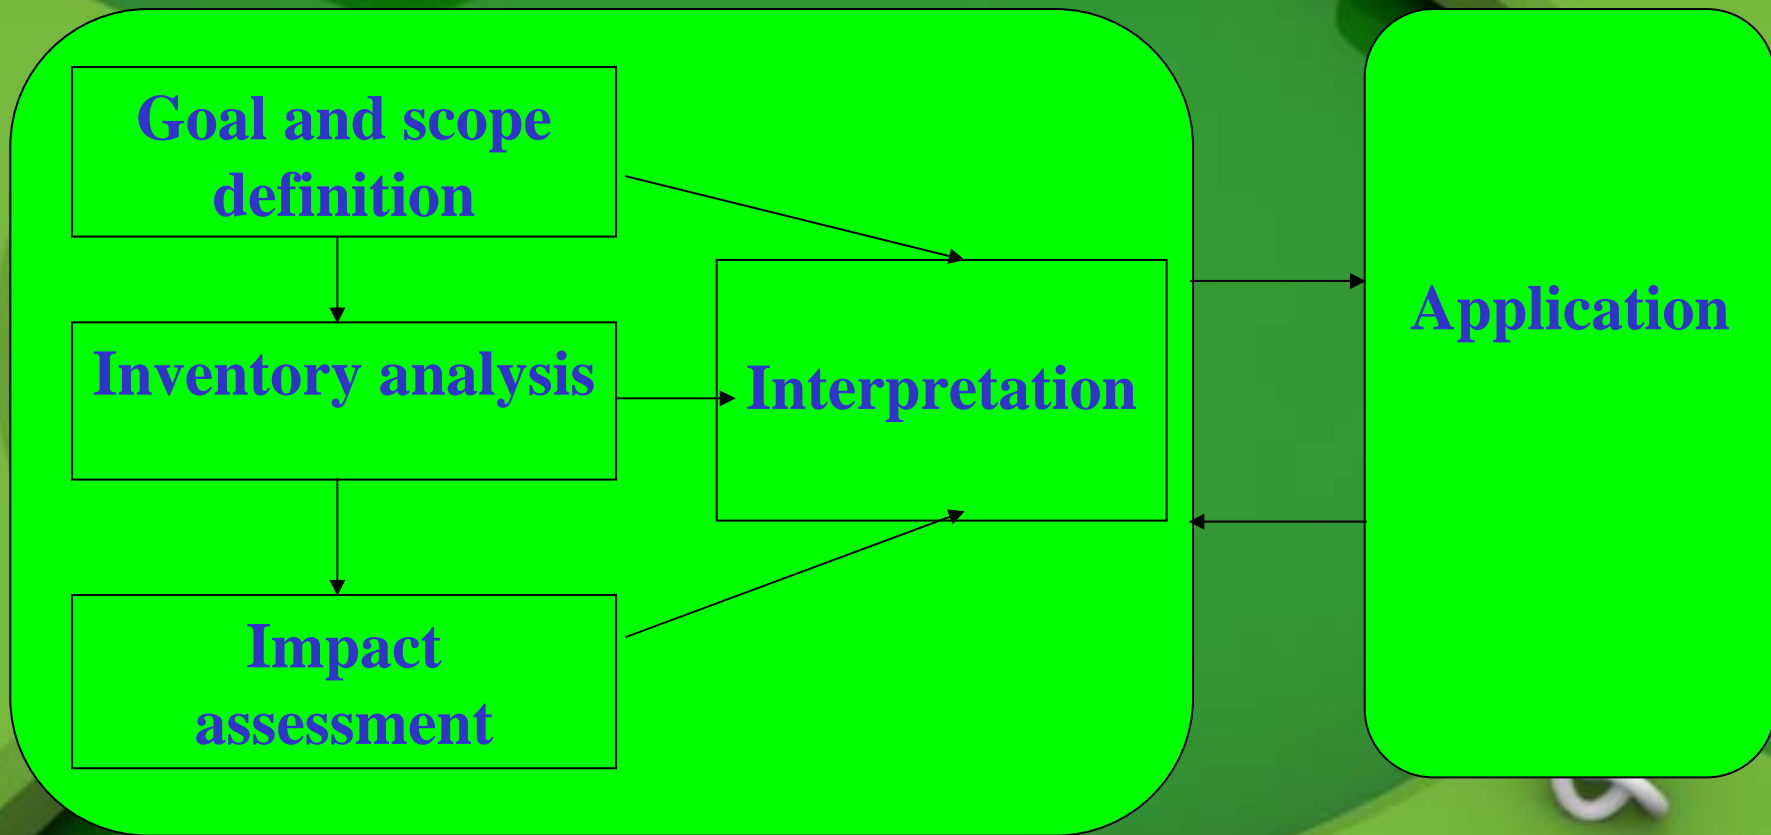 Goal and scope
definition
Inventory analysis
Interpretation
Impact
assessment
Application